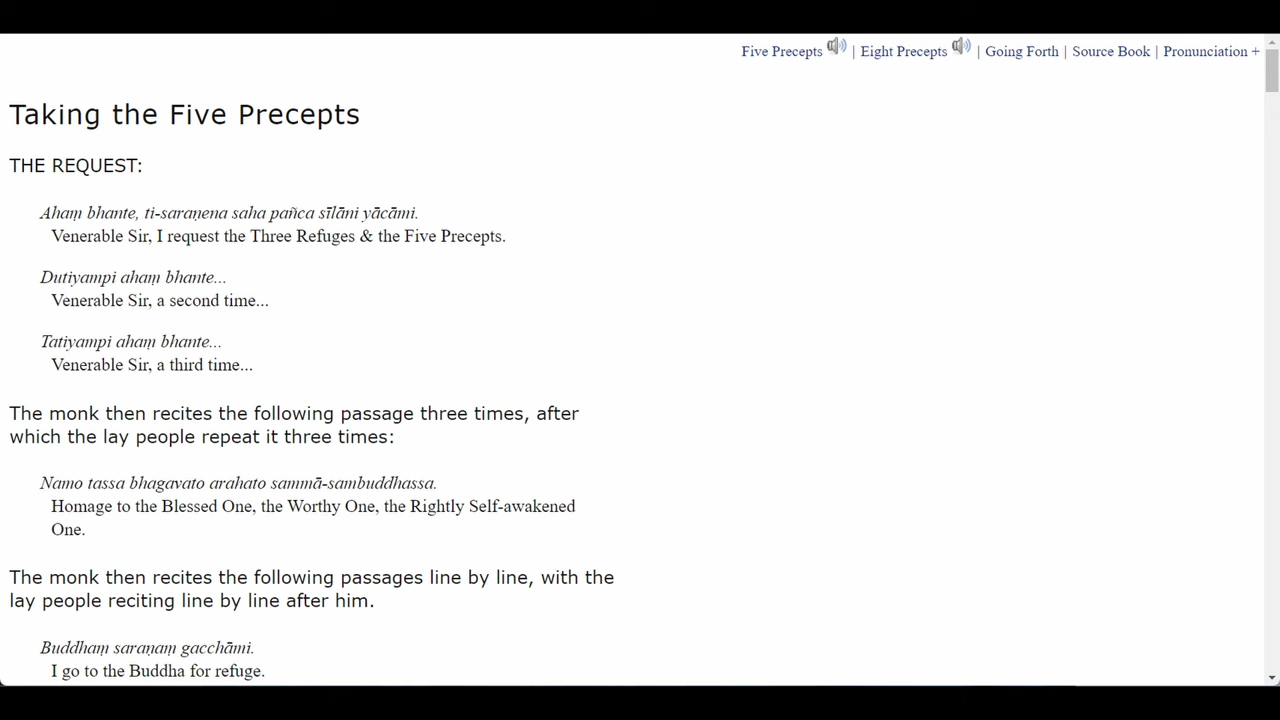 Five Precepts | Eight Precepts | Going Forth | Source Book | Pronunciation +
Taking the Five Precepts
THE REQUEST:
Ahaṃ bhante, ti-saraṇena saha pañca sīlāni yācāmi.
Venerable Sir, I request the Three Refuges & the Five Precepts.
Dutiyampi ahaṃ bhante...
Venerable Sir, a second time...
Tatiyampi ahaṃ bhante...
Venerable Sir, a third time...
The monk then recites the following passage three times, after
which the lay people repeat it three times:
Namo tassa bhagavato arahato sammā-sambuddhassa.
Homage to the Blessed One, the Worthy One, the Rightly Self-awakened
One.
The monk then recites the following passages line by line, with the
lay people reciting line by line after him.
Buddhaṃ saraṇaṃ gacchāmi.
I go to the Buddha for refuge.